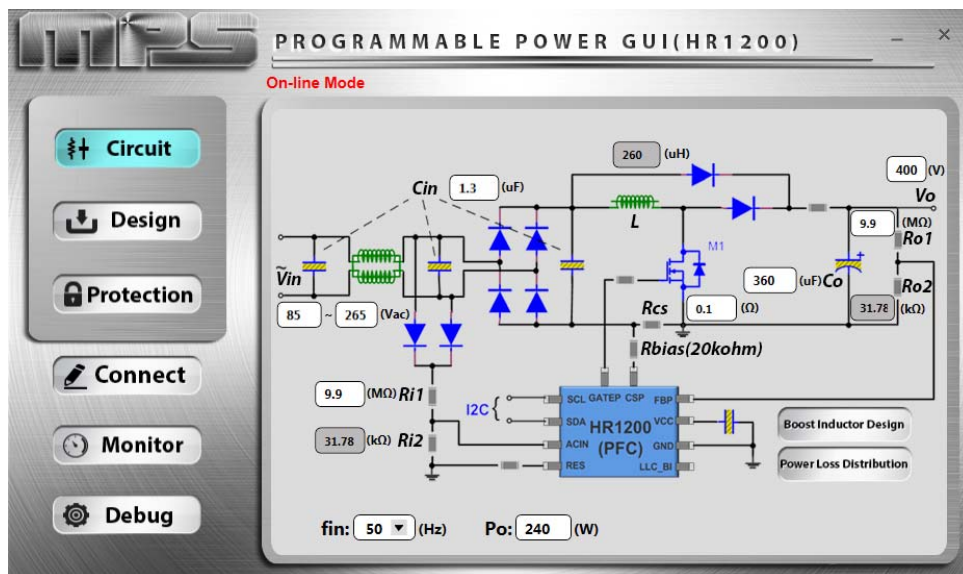 MPS
PROGRAMMABLE POWER GUI(HR1200)
On-line Mode
Circuit
Design
Protection
Connect
Monitor
Debug
260 (uH)
400 (V)
Cin 1.3 (uF)
L
Vo
9.9 (MΩ)
Ro1
M1
~
Vin
360 (uF) Co
Ro2
31.78 (kΩ)
Rcs 0.1 (Ω)
85 ~ 265 (Vac)
Rbias(20kohm)
9.9 (MΩ) Ri1
I2C {
SCL GATEP CSP FBP
SDA HR1200 VCC
31.78 (kΩ) Ri2
ACIN (PFC) GND
RES LLC_BI
Boost Inductor Design
Power Loss Distribution
fin: 50 (Hz) Po: 240 (W)